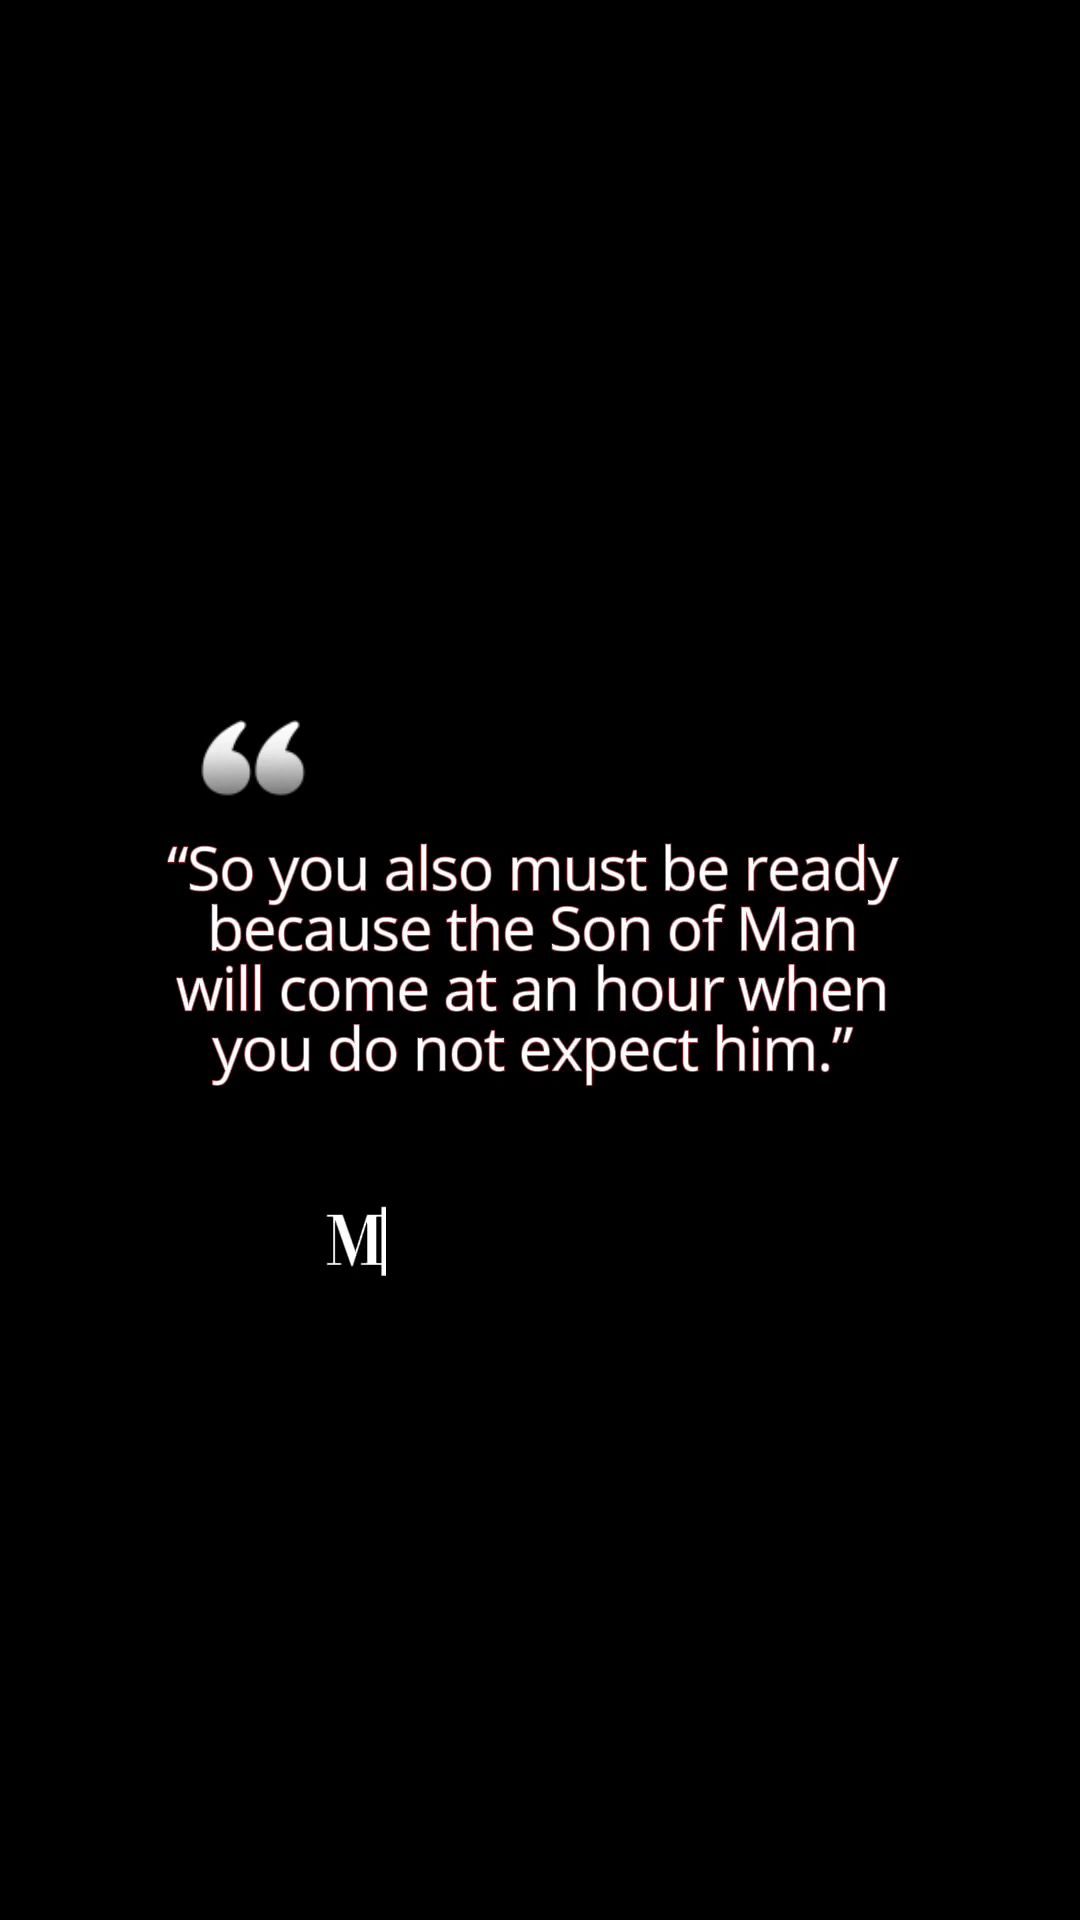 “So you also must be ready
because the Son of Man
will come at an hour when
you do not expect him.”
M